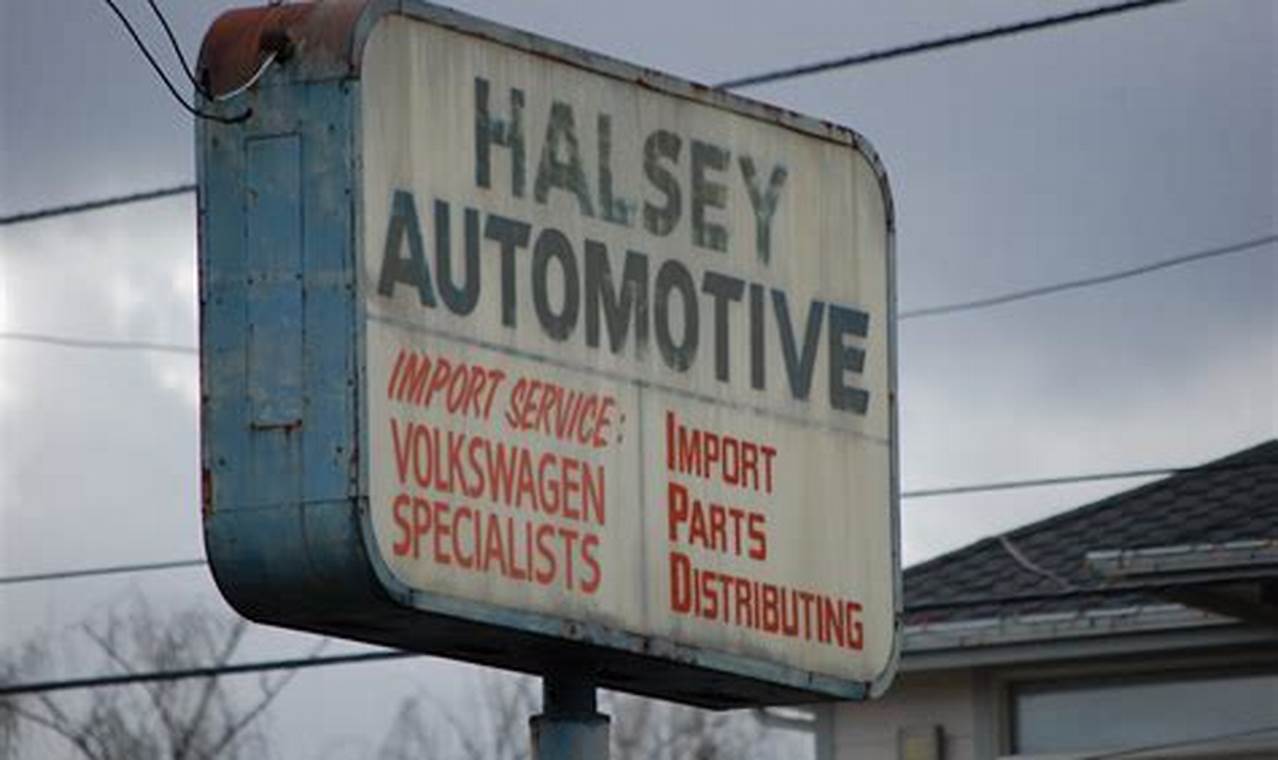 HALSEY
AUTOMOTIVE
IMPORT SERVICE:
VOLKSWAGEN
SPECIALISTS
IMPORT
PARTS
DISTRIBUTING